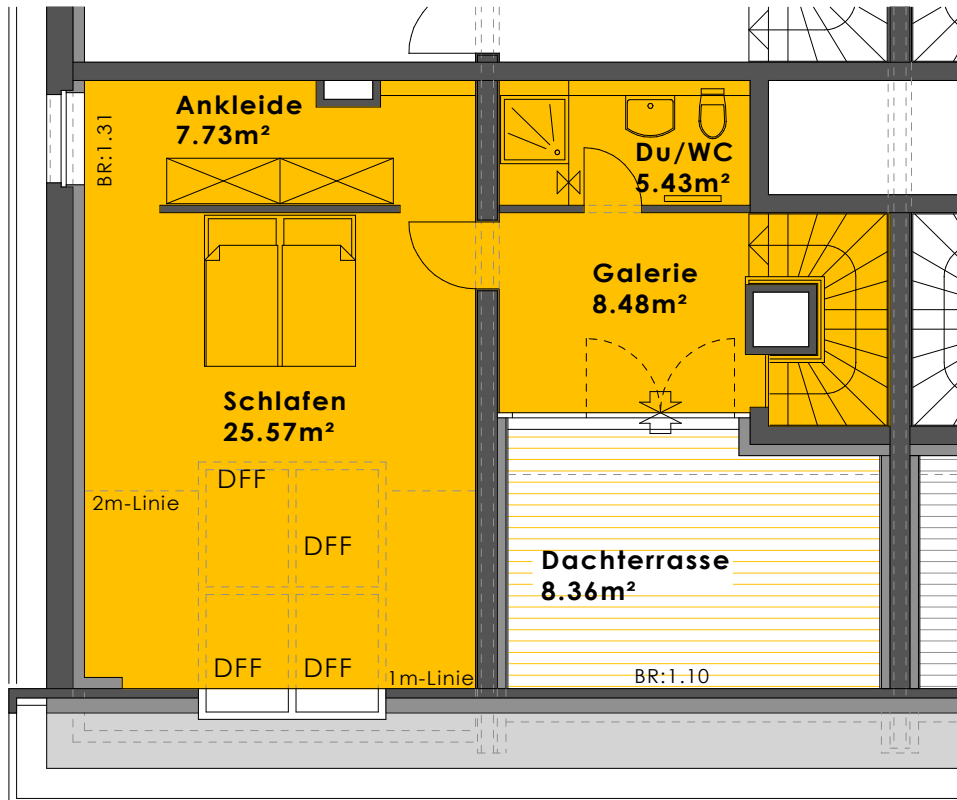 Ankleide
7.73m²
BR:1.31
Du/WC
5.43m²
Galerie
8.48m²
Schlafen
25.57m²
DFF
2m-Linie
DFF
Dachterrasse
8.36m²
DFF
DFF
1m-Linie
BR:1.10